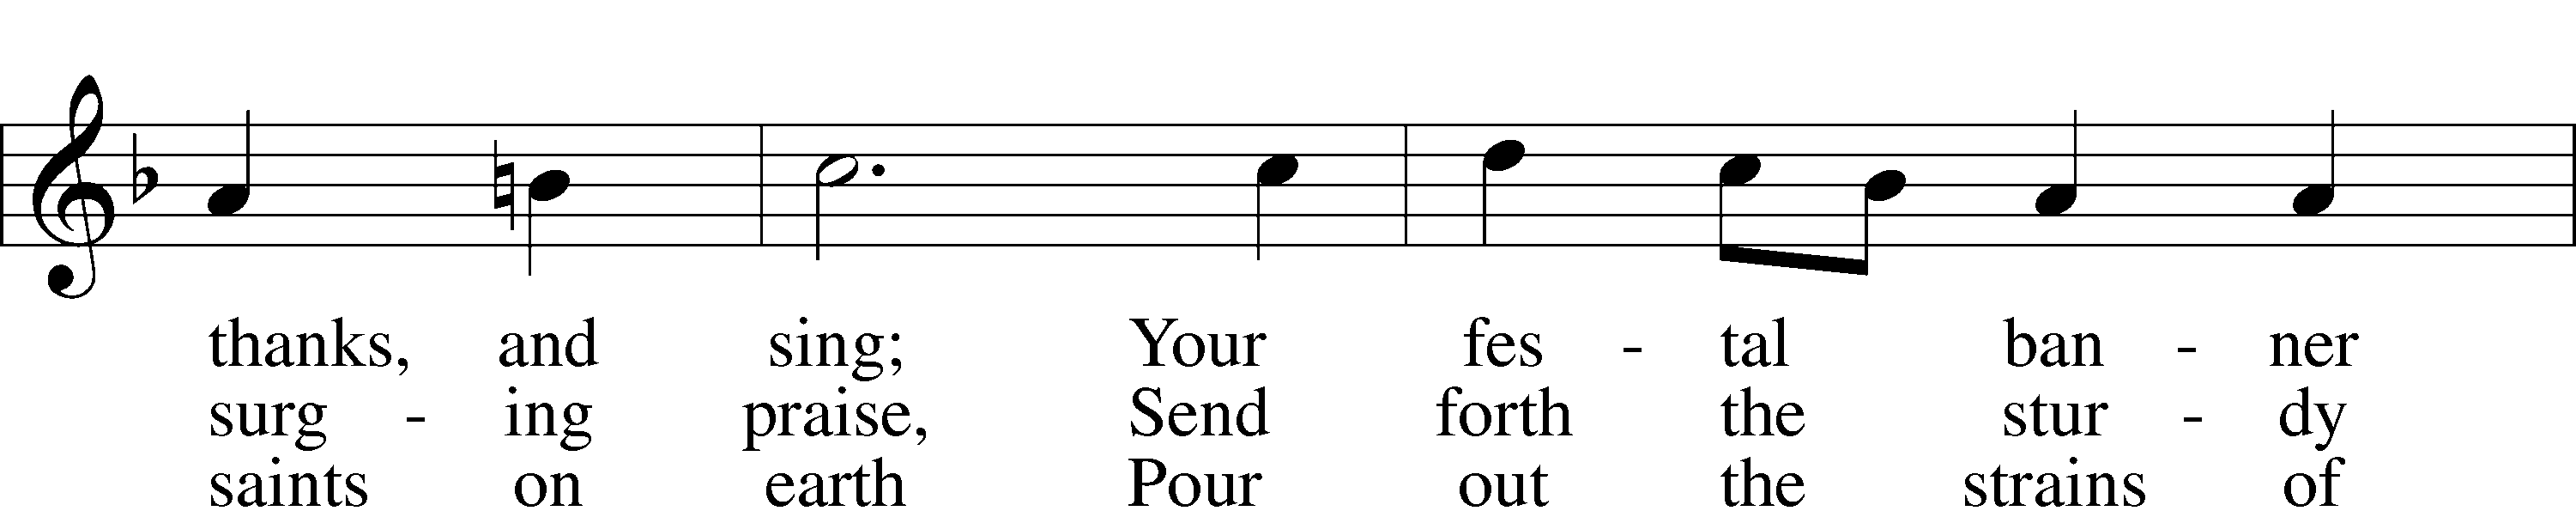 thanks, and sing; Your fes - tal ban - ner
surg - ing praise, Send forth the stur - dy
saints on earth Pour out the strains of